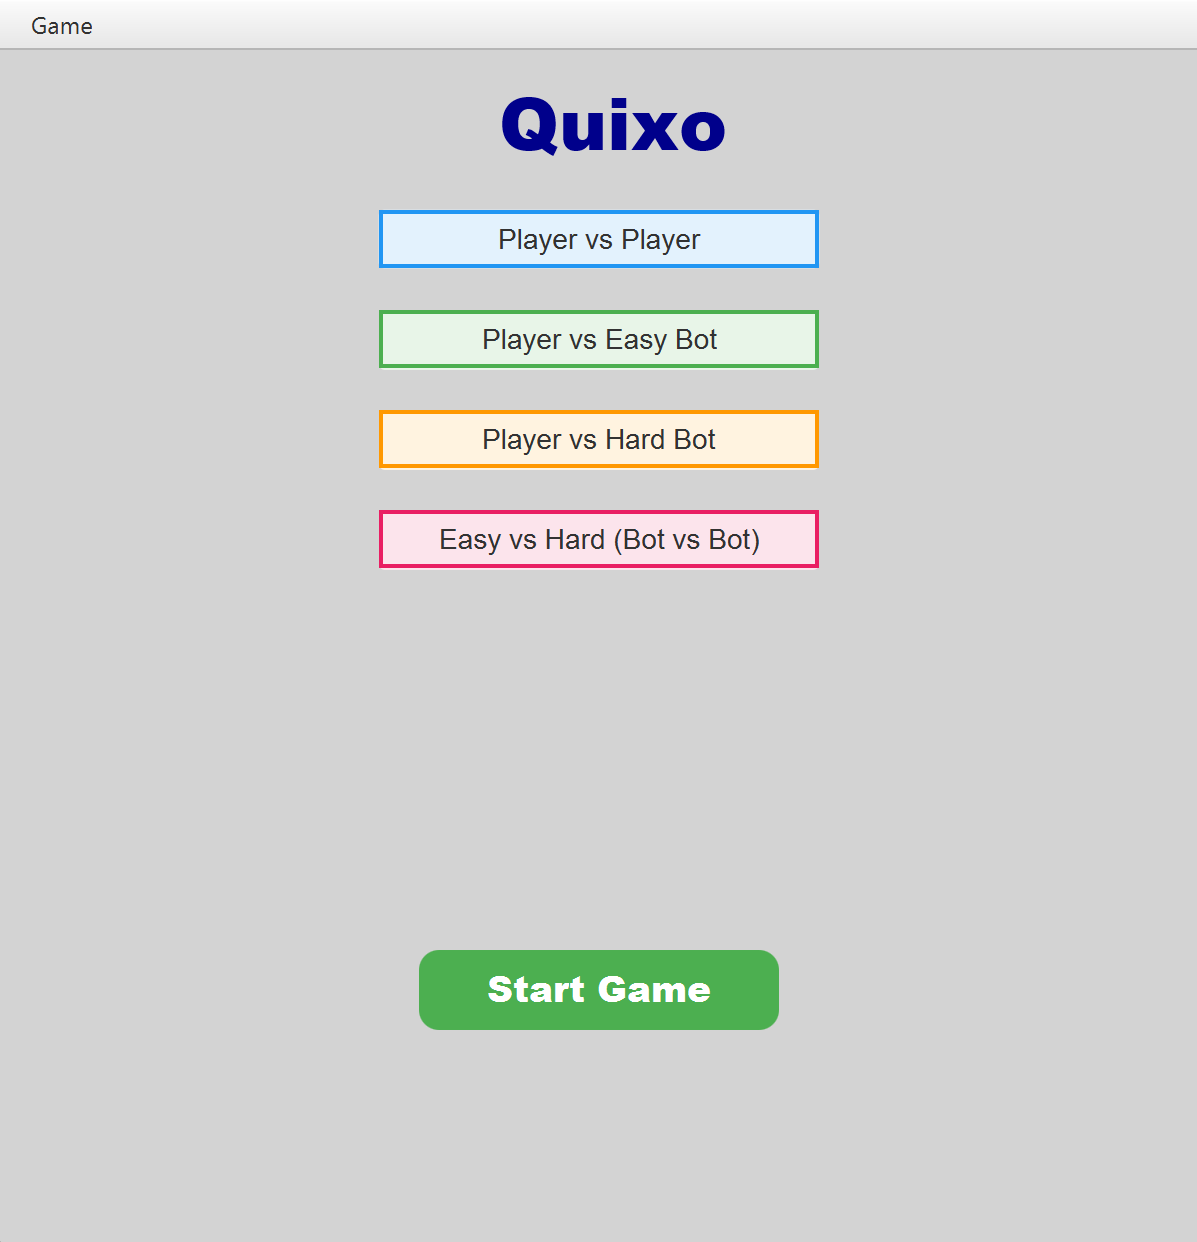 Game
Quixo
Player vs Player
Player vs Easy Bot
Player vs Hard Bot
Easy vs Hard (Bot vs Bot)
Start Game